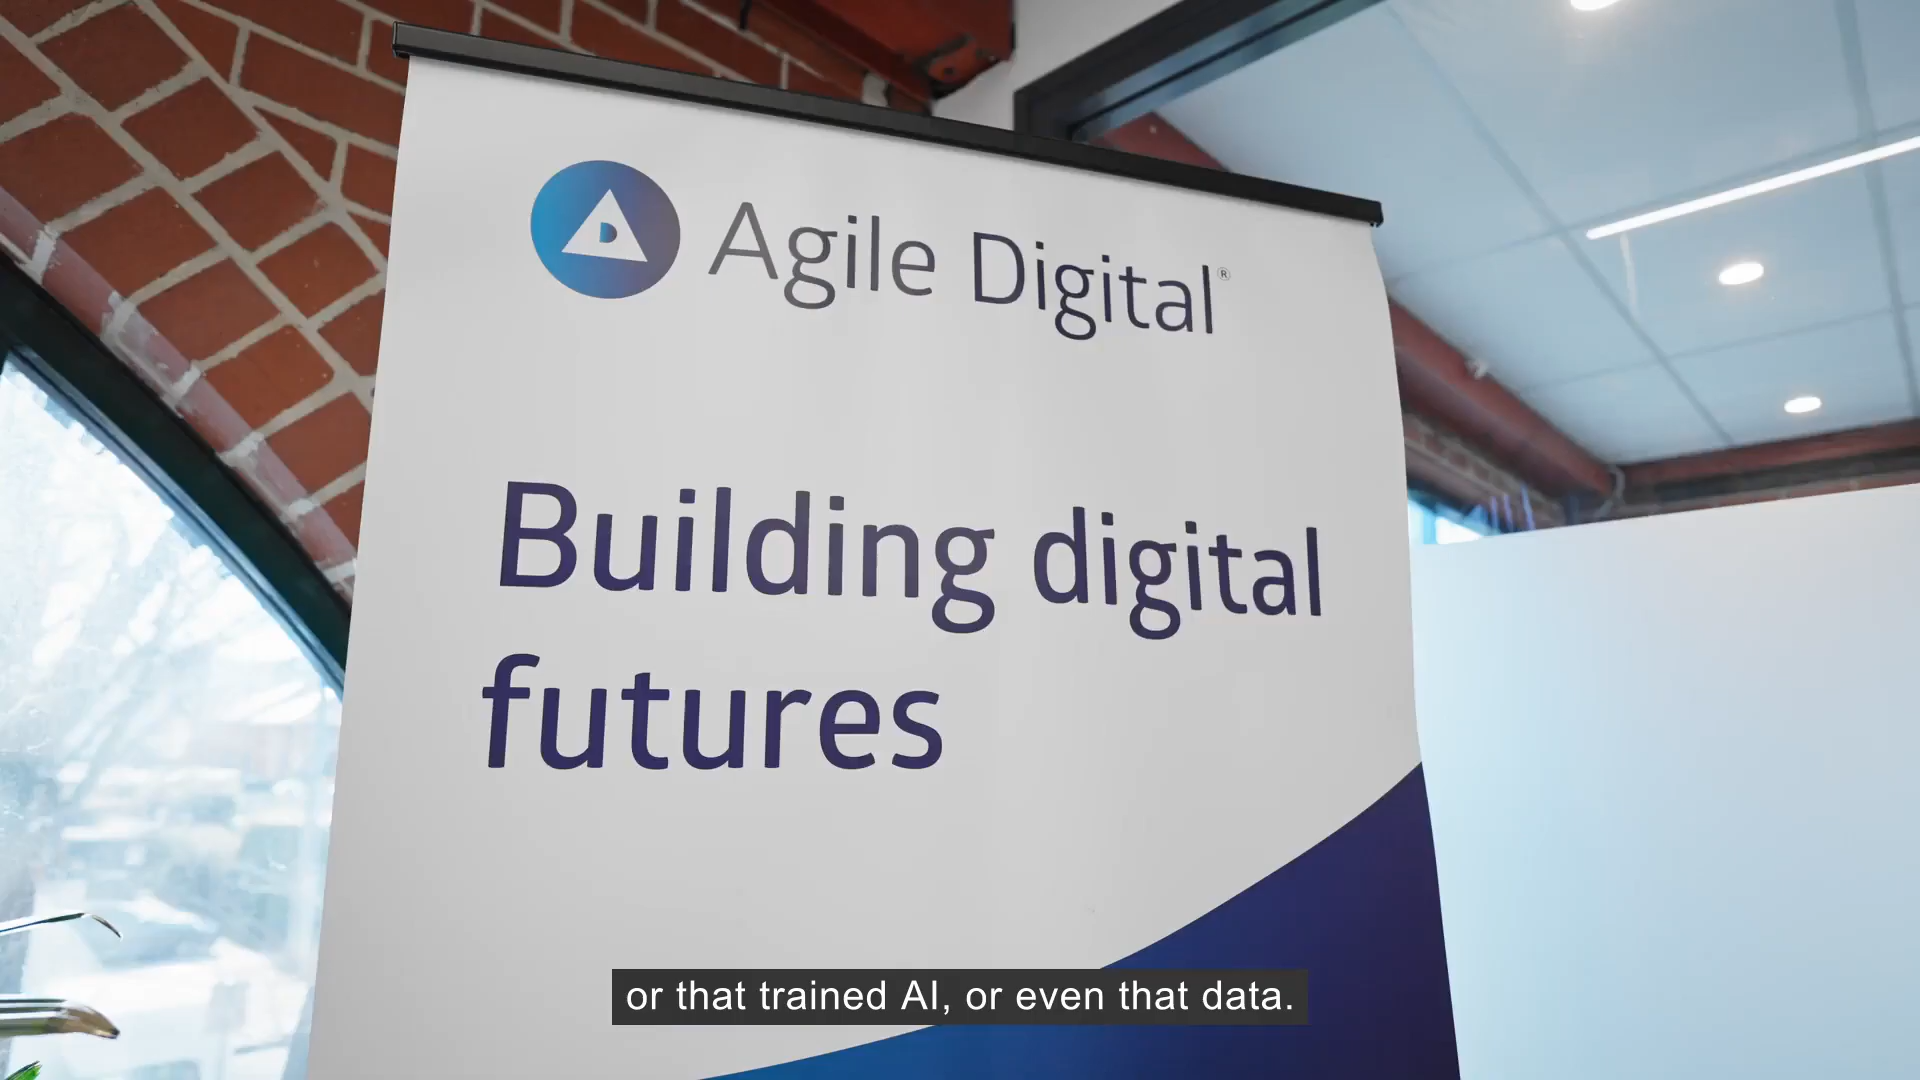 Agile Digital®
Building digital
futures
or that trained AI, or even that data.